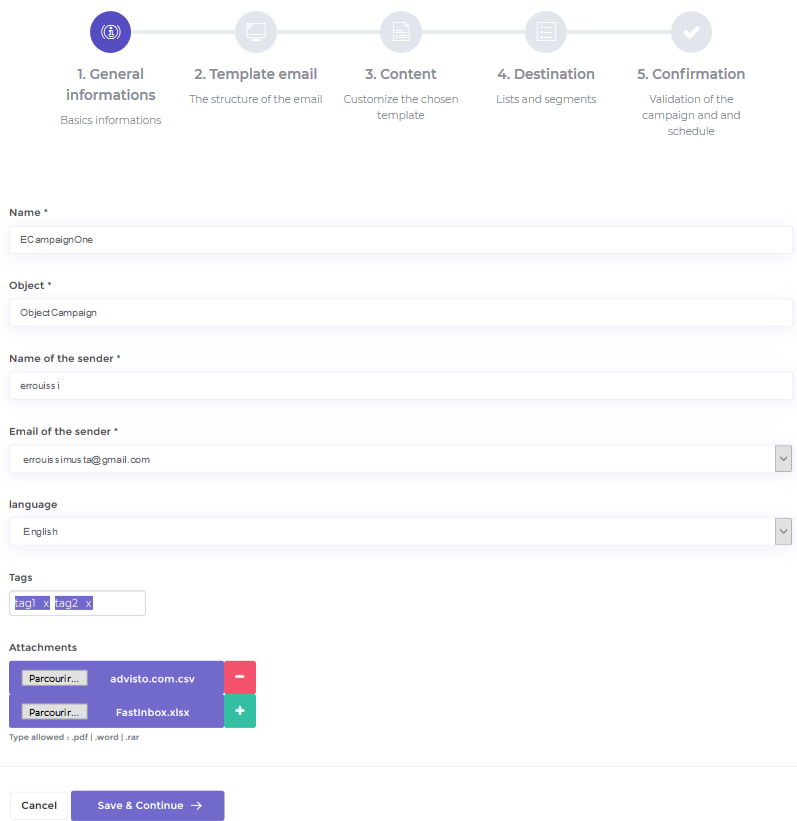 1. General
informations
Basics informations
2. Template email
The structure of the email
3. Content
Customize the chosen
template
4. Destination
Lists and segments
5. Confirmation
Validation of the
campaign and and
schedule
Name *
ECampaignOne
Object *
ObjectCampaign
Name of the sender *
errouissi
Email of the sender *
errouissimusta@gmail.com
language
English
Tags
tag1 x tag2 x
Attachments
Parcourir... advisto.com.csv −
Parcourir... FastInbox.xlsx +
Type allowed : .pdf | .word | .rar
Cancel Save & Continue →